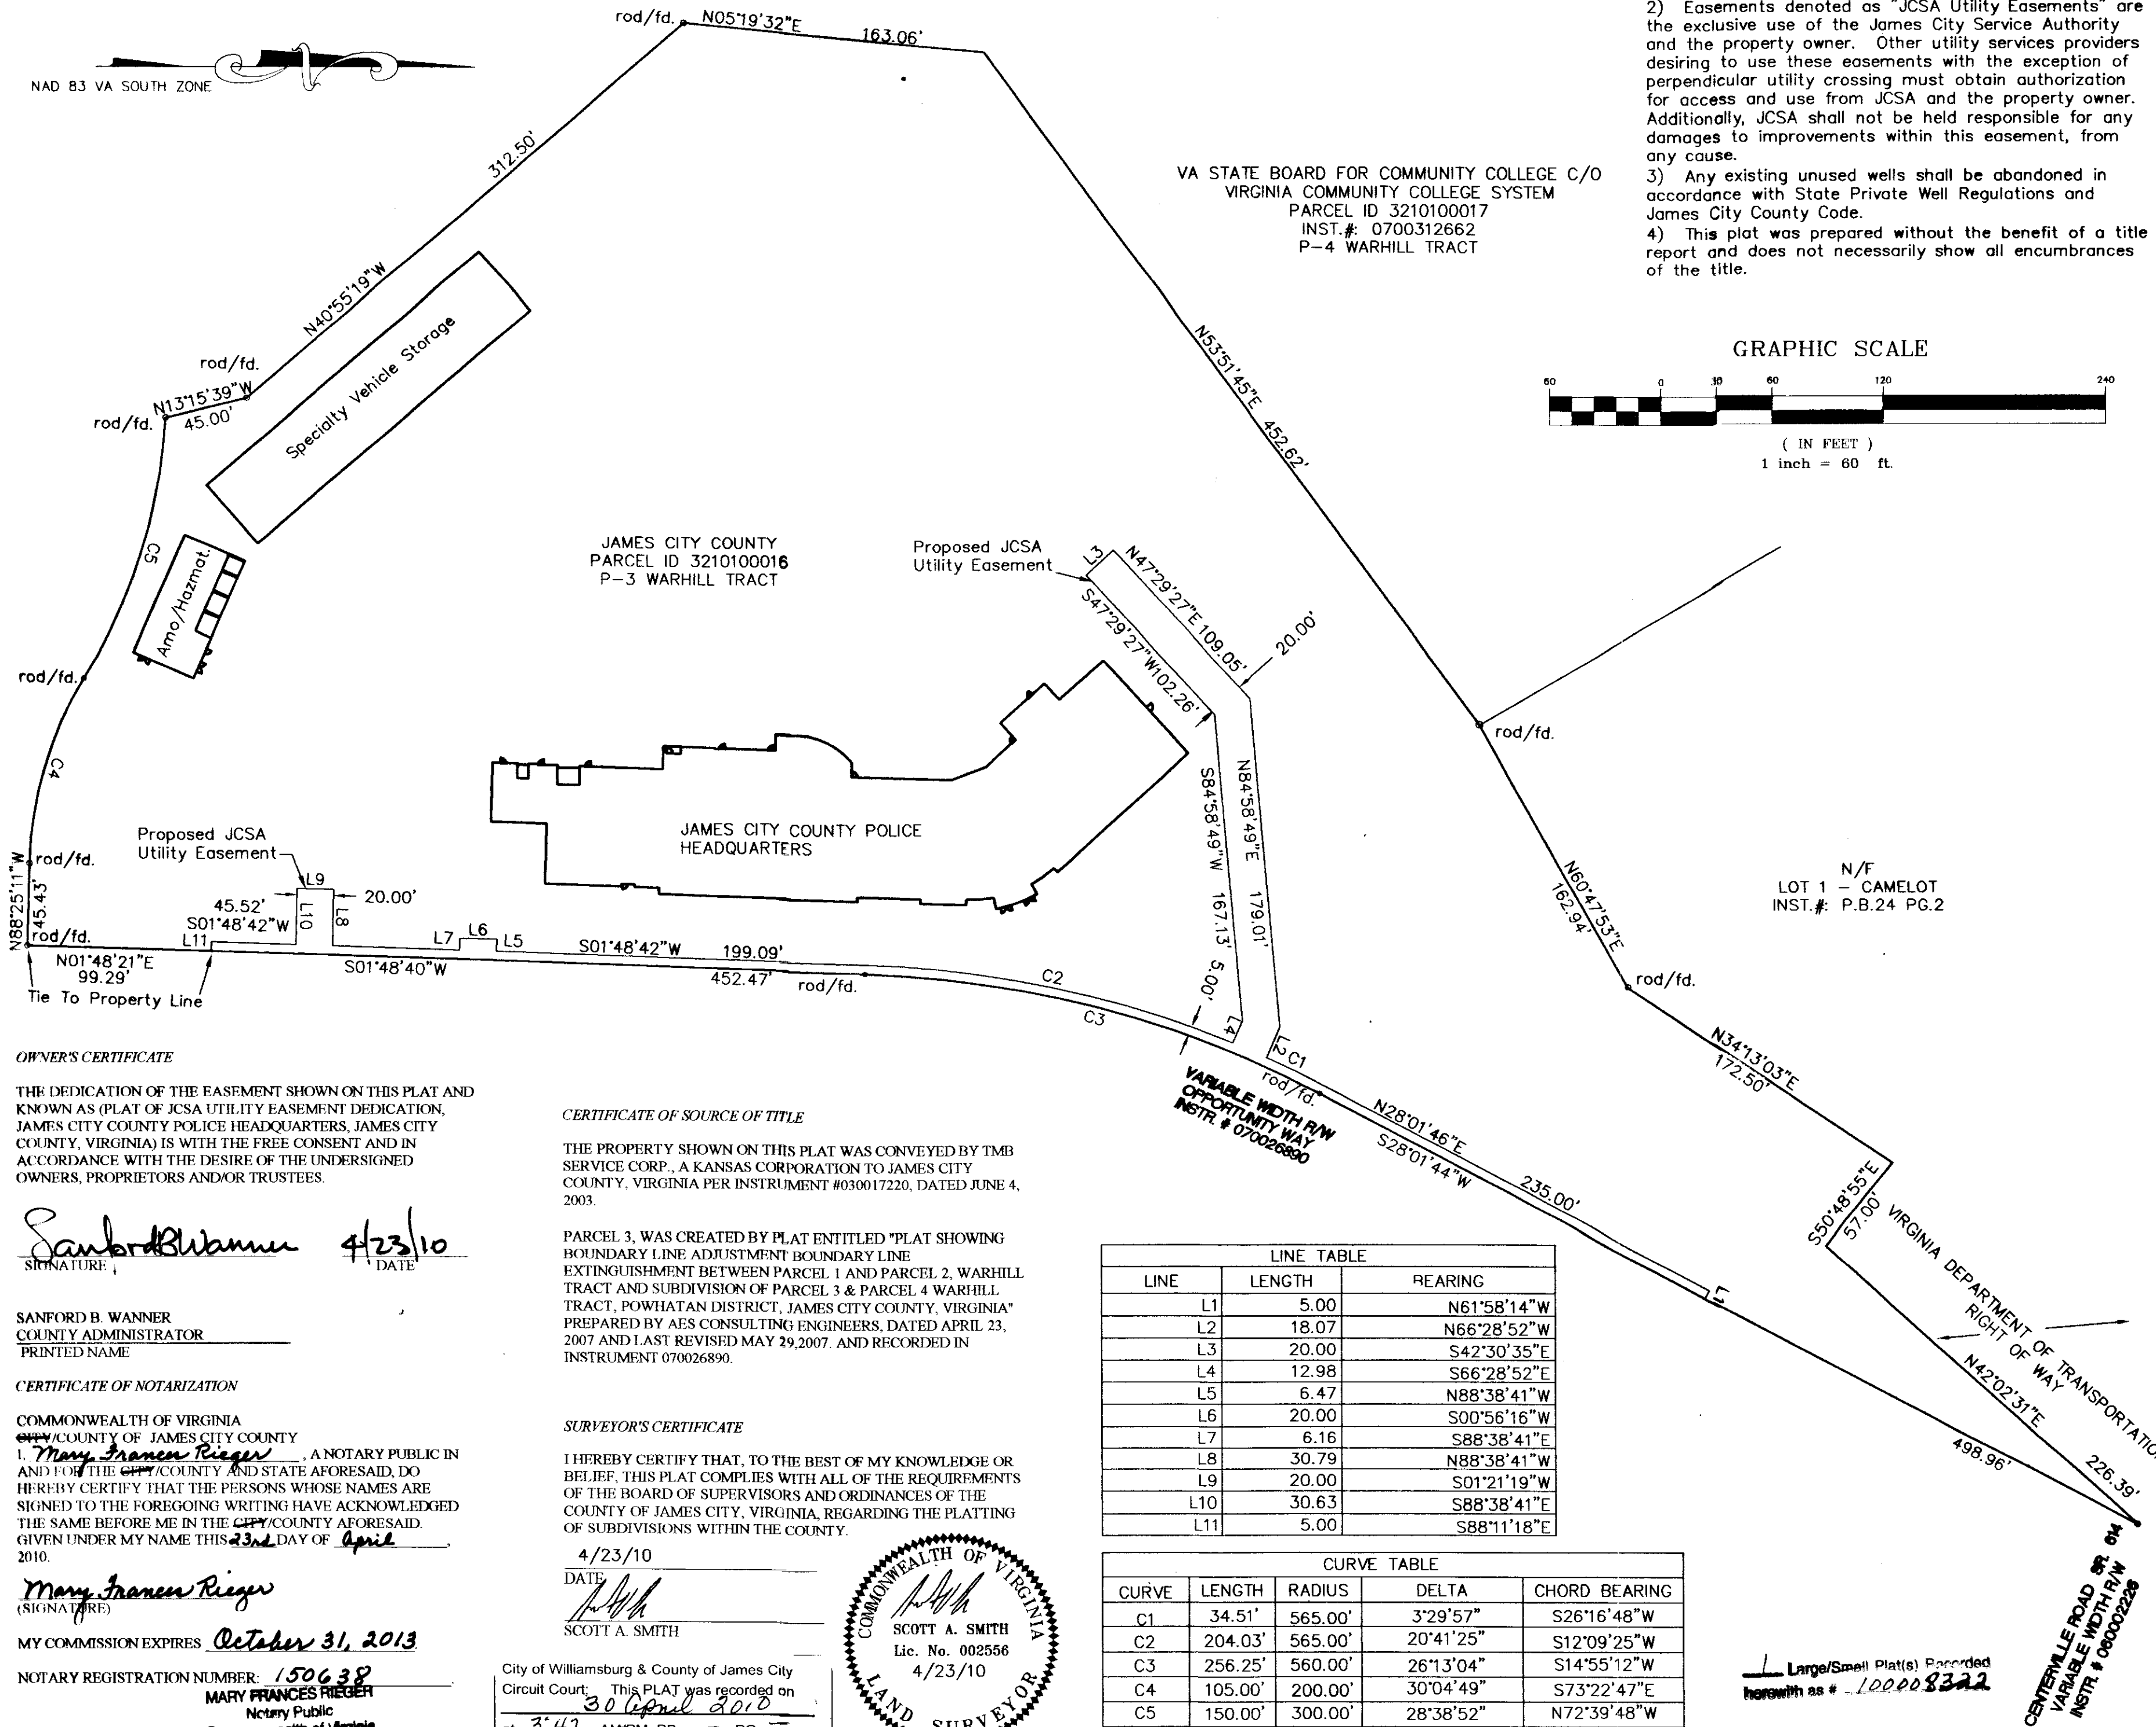 NAD 83 VA SOUTH ZONE
rod/fd.
N05°19'32"E
163.06'
2) Easements denoted as "JCSA Utility Easements" are
the exclusive use of the James City Service Authority
and the property owner. Other utility services providers
desiring to use these easements with the exception of
perpendicular utility crossing must obtain authorization
for access and use from JCSA and the property owner.
Additionally, JCSA shall not be held responsible for any
damages to improvements within this easement, from
any cause.
3) Any existing unused wells shall be abandoned in
accordance with State Private Well Regulations and
James City County Code.
4) This plat was prepared without the benefit of a title
report and does not necessarily show all encumbrances
of the title.
312.50'
N40°55'19"W
VA STATE BOARD FOR COMMUNITY COLLEGE C/O
VIRGINIA COMMUNITY COLLEGE SYSTEM
PARCEL ID 3210100017
INST.#: 0700312662
P-4 WARHILL TRACT
GRAPHIC SCALE
60 0 30 60 120 240
( IN FEET )
1 inch = 60 ft.
rod/fd.
N13°15'39"W
45.00'
rod/fd.
Specialty Vehicle Storage
N53°51'45"E 452.62'
C5
Amo/Hazmat.
JAMES CITY COUNTY
PARCEL ID 3210100016
P-3 WARHILL TRACT
Proposed JCSA
Utility Easement
L3
N47°29'27"E 109.05'
S47°29'27"W 102.26'
20.00'
rod/fd.
rod/fd.
C4
JAMES CITY COUNTY POLICE
HEADQUARTERS
S84°58'49"W 167.13'
N84°58'49"E 179.01'
5.00'
N60°47'53"E
162.94'
N/F
LOT 1 - CAMELOT
INST.#: P.B.24 PG.2
Proposed JCSA
Utility Easement
rod/fd.
N88°25'11"W
45.43'
L9
20.00'
45.52'
S01°48'42"W
L10
L8
L11
L7
L6
L5
S01°48'42"W 199.09'
rod/fd.
N01°48'21"E
99.29'
S01°48'40"W
452.47'
rod/fd.
Tie To Property Line
C2
C3
L4
L2
C1
rod/fd.
rod/fd.
N34°13'03"E
172.50'
VARIABLE WIDTH R/W
OPPORTUNITY WAY
INSTR. # 070026890
N28°01'46"E
S28°01'44"W
235.00'
L1
S50°48'55"E
57.00'
VIRGINIA DEPARTMENT OF TRANSPORTATION
RIGHT OF WAY
N42°02'31"E
226.39'
498.96'
CENTERVILLE ROAD SR. 614
VARIABLE WIDTH R/W
INSTR. # 060002226
OWNER'S CERTIFICATE
THE DEDICATION OF THE EASEMENT SHOWN ON THIS PLAT AND
KNOWN AS (PLAT OF JCSA UTILITY EASEMENT DEDICATION,
JAMES CITY COUNTY POLICE HEADQUARTERS, JAMES CITY
COUNTY, VIRGINIA) IS WITH THE FREE CONSENT AND IN
ACCORDANCE WITH THE DESIRE OF THE UNDERSIGNED
OWNERS, PROPRIETORS AND/OR TRUSTEES.
Sanford B Wanner 4/23/10
SIGNATURE DATE
SANFORD B. WANNER
COUNTY ADMINISTRATOR
PRINTED NAME
CERTIFICATE OF NOTARIZATION
COMMONWEALTH OF VIRGINIA
CITY/COUNTY OF JAMES CITY COUNTY
I, Mary Frances Rieger, A NOTARY PUBLIC IN
AND FOR THE CITY/COUNTY AND STATE AFORESAID, DO
HEREBY CERTIFY THAT THE PERSONS WHOSE NAMES ARE
SIGNED TO THE FOREGOING WRITING HAVE ACKNOWLEDGED
THE SAME BEFORE ME IN THE CITY/COUNTY AFORESAID.
GIVEN UNDER MY NAME THIS 23rd DAY OF April,
2010.
Mary Frances Rieger
(SIGNATURE)
MY COMMISSION EXPIRES October 31, 2013.
NOTARY REGISTRATION NUMBER: 150638
MARY FRANCES RIEGER
Notary Public
CERTIFICATE OF SOURCE OF TITLE
THE PROPERTY SHOWN ON THIS PLAT WAS CONVEYED BY TMB
SERVICE CORP., A KANSAS CORPORATION TO JAMES CITY
COUNTY, VIRGINIA PER INSTRUMENT #030017220, DATED JUNE 4,
2003.
PARCEL 3, WAS CREATED BY PLAT ENTITLED "PLAT SHOWING
BOUNDARY LINE ADJUSTMENT BOUNDARY LINE
EXTINGUISHMENT BETWEEN PARCEL 1 AND PARCEL 2, WARHILL
TRACT AND SUBDIVISION OF PARCEL 3 & PARCEL 4 WARHILL
TRACT, POWHATAN DISTRICT, JAMES CITY COUNTY, VIRGINIA"
PREPARED BY AES CONSULTING ENGINEERS, DATED APRIL 23,
2007 AND LAST REVISED MAY 29,2007. AND RECORDED IN
INSTRUMENT 070026890.
SURVEYOR'S CERTIFICATE
I HEREBY CERTIFY THAT, TO THE BEST OF MY KNOWLEDGE OR
BELIEF, THIS PLAT COMPLIES WITH ALL OF THE REQUIREMENTS
OF THE BOARD OF SUPERVISORS AND ORDINANCES OF THE
COUNTY OF JAMES CITY, VIRGINIA, REGARDING THE PLATTING
OF SUBDIVISIONS WITHIN THE COUNTY.
4/23/10
DATE
SCOTT A. SMITH
COMMONWEALTH OF VIRGINIA
SCOTT A. SMITH
Lic. No. 002556
4/23/10
LAND SURVEYOR
City of Williamsburg & County of James City
Circuit Court: This PLAT was recorded on
30 April 2010
LINE TABLE
LINE LENGTH BEARING
L1 5.00 N61°58'14"W
L2 18.07 N66°28'52"W
L3 20.00 S42°30'35"E
L4 12.98 S66°28'52"E
L5 6.47 N88°38'41"W
L6 20.00 S00°56'16"W
L7 6.16 S88°38'41"E
L8 30.79 N88°38'41"W
L9 20.00 S01°21'19"W
L10 30.63 S88°38'41"E
L11 5.00 S88°11'18"E
CURVE TABLE
CURVE LENGTH RADIUS DELTA CHORD BEARING
C1 34.51' 565.00' 3°29'57" S26°16'48"W
C2 204.03' 565.00' 20°41'25" S12°09'25"W
C3 256.25' 560.00' 26°13'04" S14°55'12"W
C4 105.00' 200.00' 30°04'49" S73°22'47"E
C5 150.00' 300.00' 28°38'52" N72°39'48"W
1 Large/Small Plat(s) Recorded
herewith as # 100008322